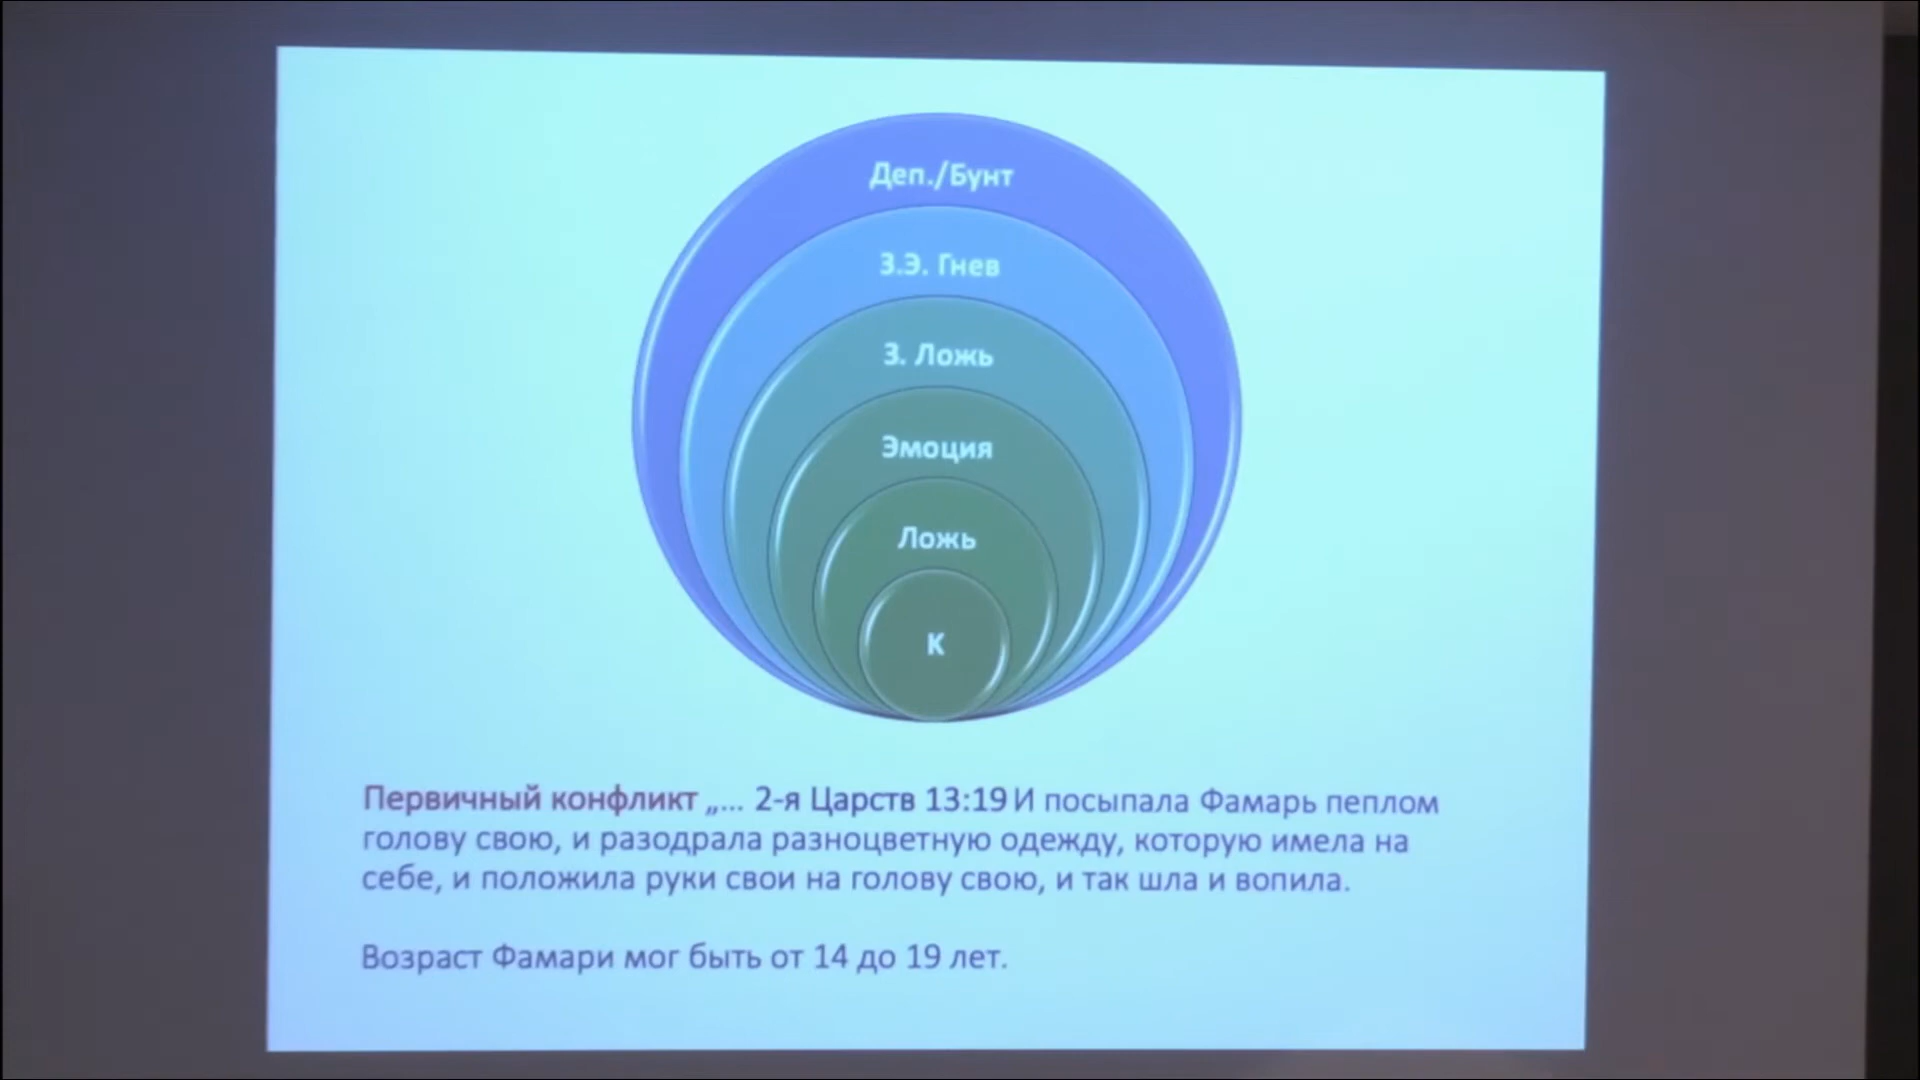 Деп./Бунт
З.Э. Гнев
З. Ложь
Эмоция
Ложь
К
Первичный конфликт „... 2-я Царств 13:19 И посыпала Фамарь пеплом
голову свою, и разодрала разноцветную одежду, которую имела на
себе, и положила руки свои на голову свою, и так шла и вопила.
Возраст Фамари мог быть от 14 до 19 лет.